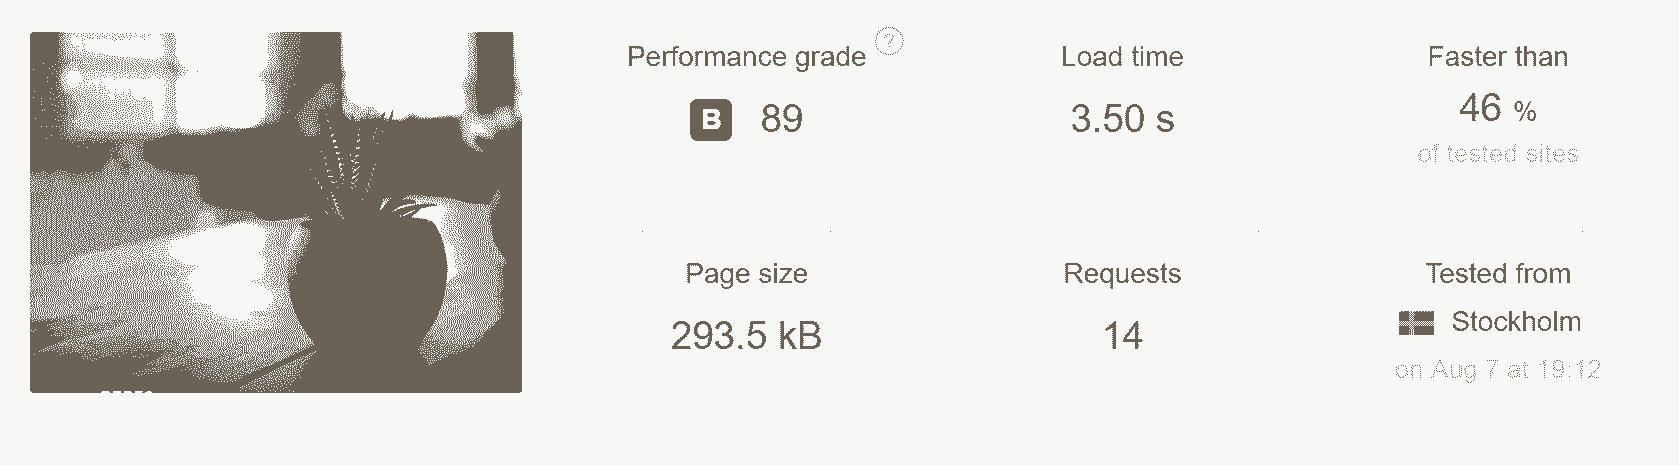 Performance grade ?
B 89
Load time
3.50 s
Faster than
46 %
of tested sites
Page size
293.5 kB
Requests
14
Tested from
Stockholm
on Aug 7 at 19:12